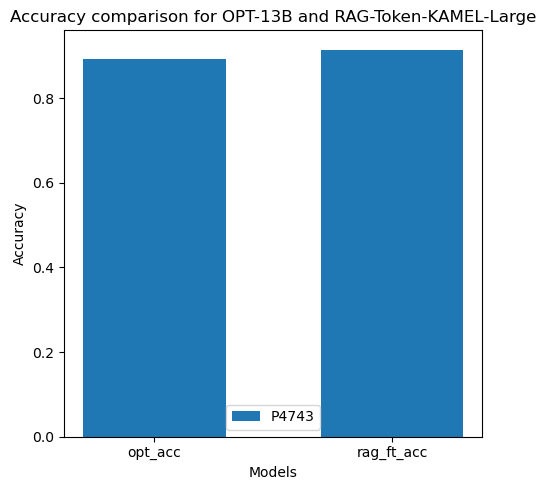 Accuracy comparison for OPT-13B and RAG-Token-KAMEL-Large
Accuracy
0.8
0.6
0.4
0.2
0.0
P4743
opt_acc
rag_ft_acc
Models